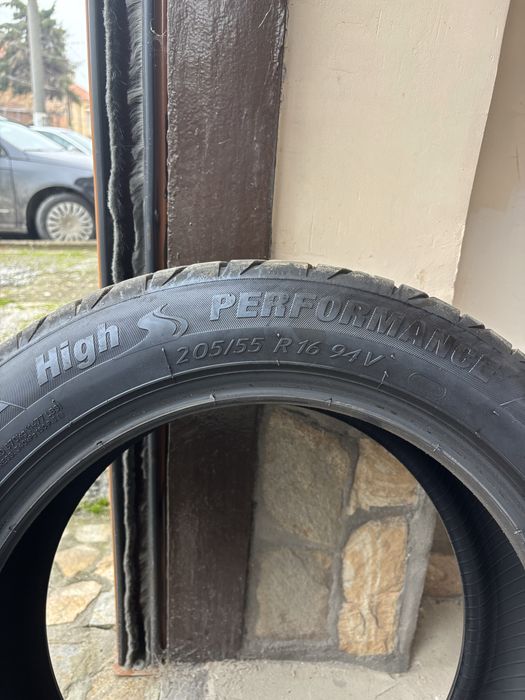 High PERFORMANCE
205/55 R16 94V